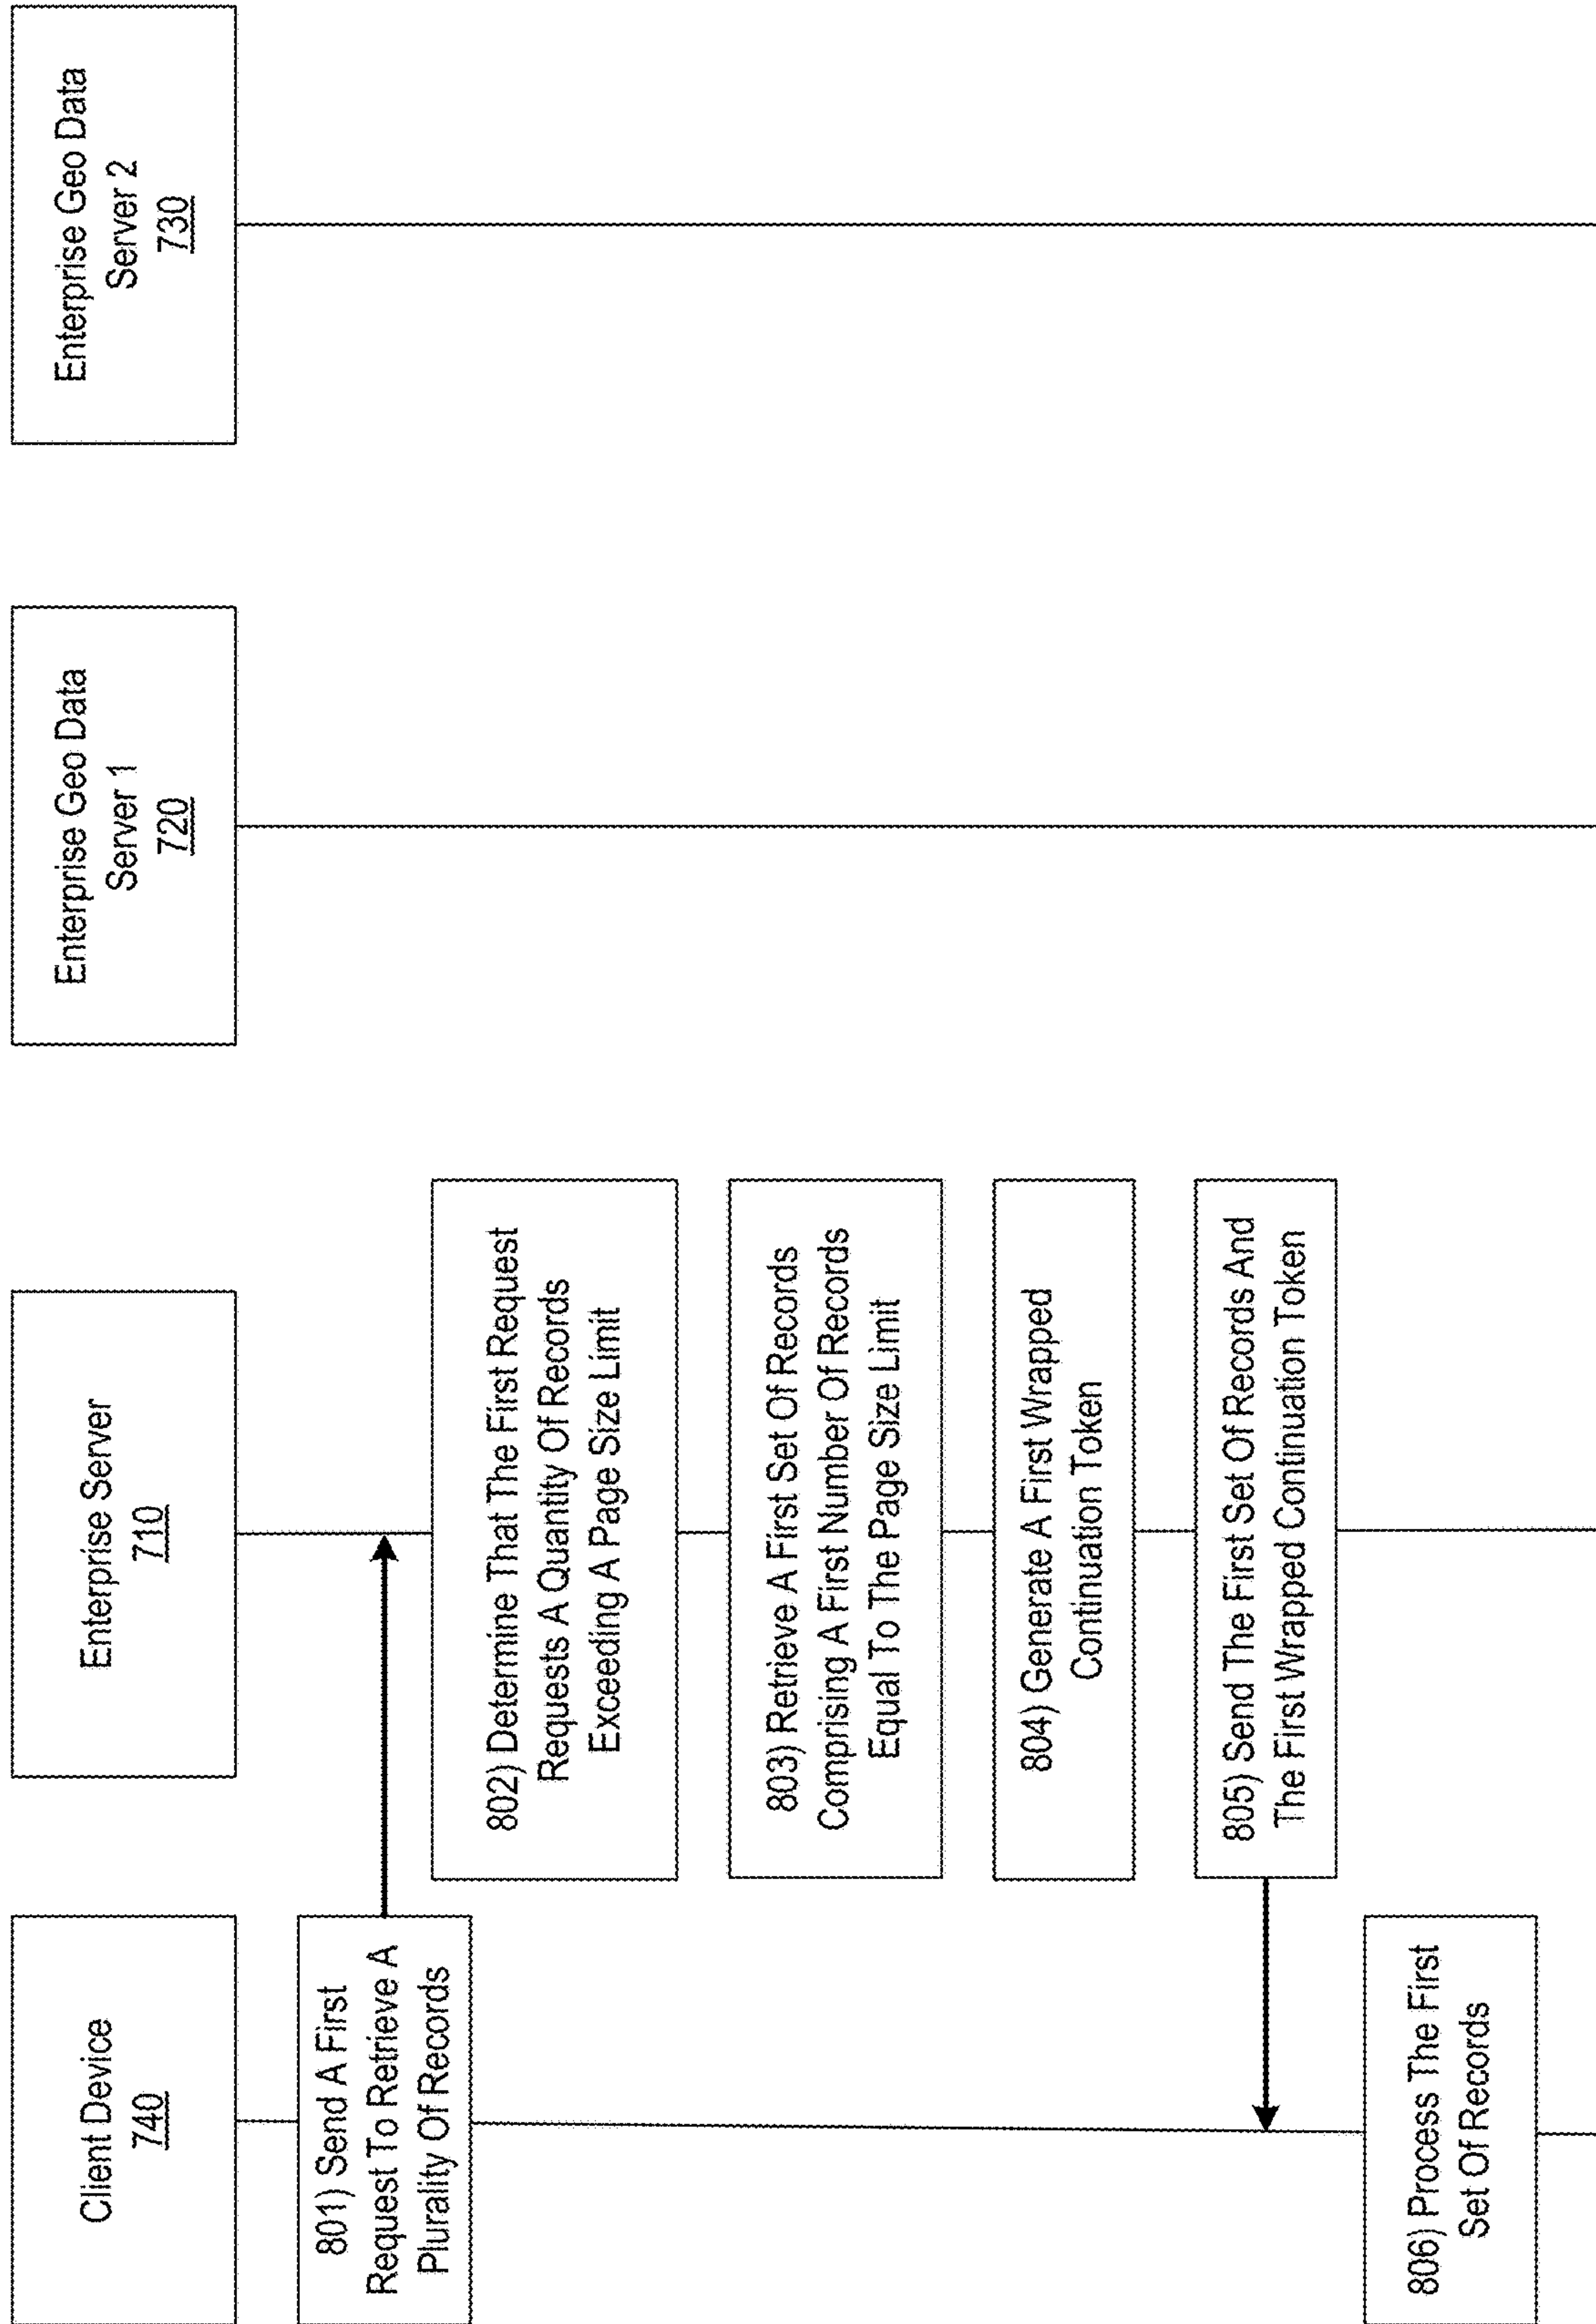 Client Device
740
Enterprise Server
710
Enterprise Geo Data
Server 1
720
Enterprise Geo Data
Server 2
730
801) Send A First
Request To Retrieve A
Plurality Of Records
802) Determine That The First Request
Requests A Quantity Of Records
Exceeding A Page Size Limit
803) Retrieve A First Set Of Records
Comprising A First Number Of Records
Equal To The Page Size Limit
804) Generate A First Wrapped
Continuation Token
805) Send The First Set Of Records And
The First Wrapped Continuation Token
806) Process The First
Set Of Records